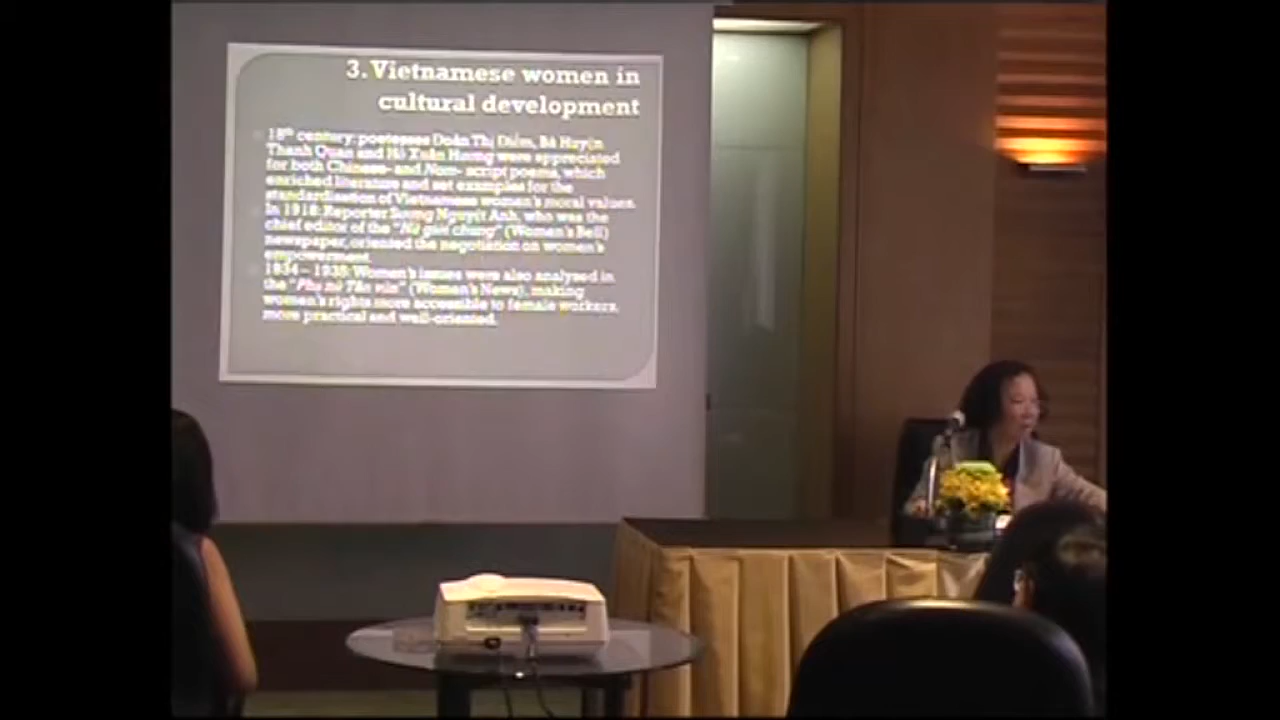 3. Vietnamese women in
cultural development
18th century: poetesses Đoàn Thị Điểm, Bà Huyện
Thanh Quan and Hồ Xuân Hương were appreciated
for both Chinese- and Nom- script poems, which
enriched literature and set examples for the
standardisation of Vietnamese women's moral values.
In 1918: Reporter Sương Nguyệt Anh, who was the
chief editor of the "Nữ giới chung" (Women's Bell)
newspaper, oriented the negotiation on women's
empowerment.
1934 – : Women's issues were also analysed in
the "Phụ nữ Tân văn" (Women's News), making
women's rights more accessible to female workers,
more practical and well-oriented.